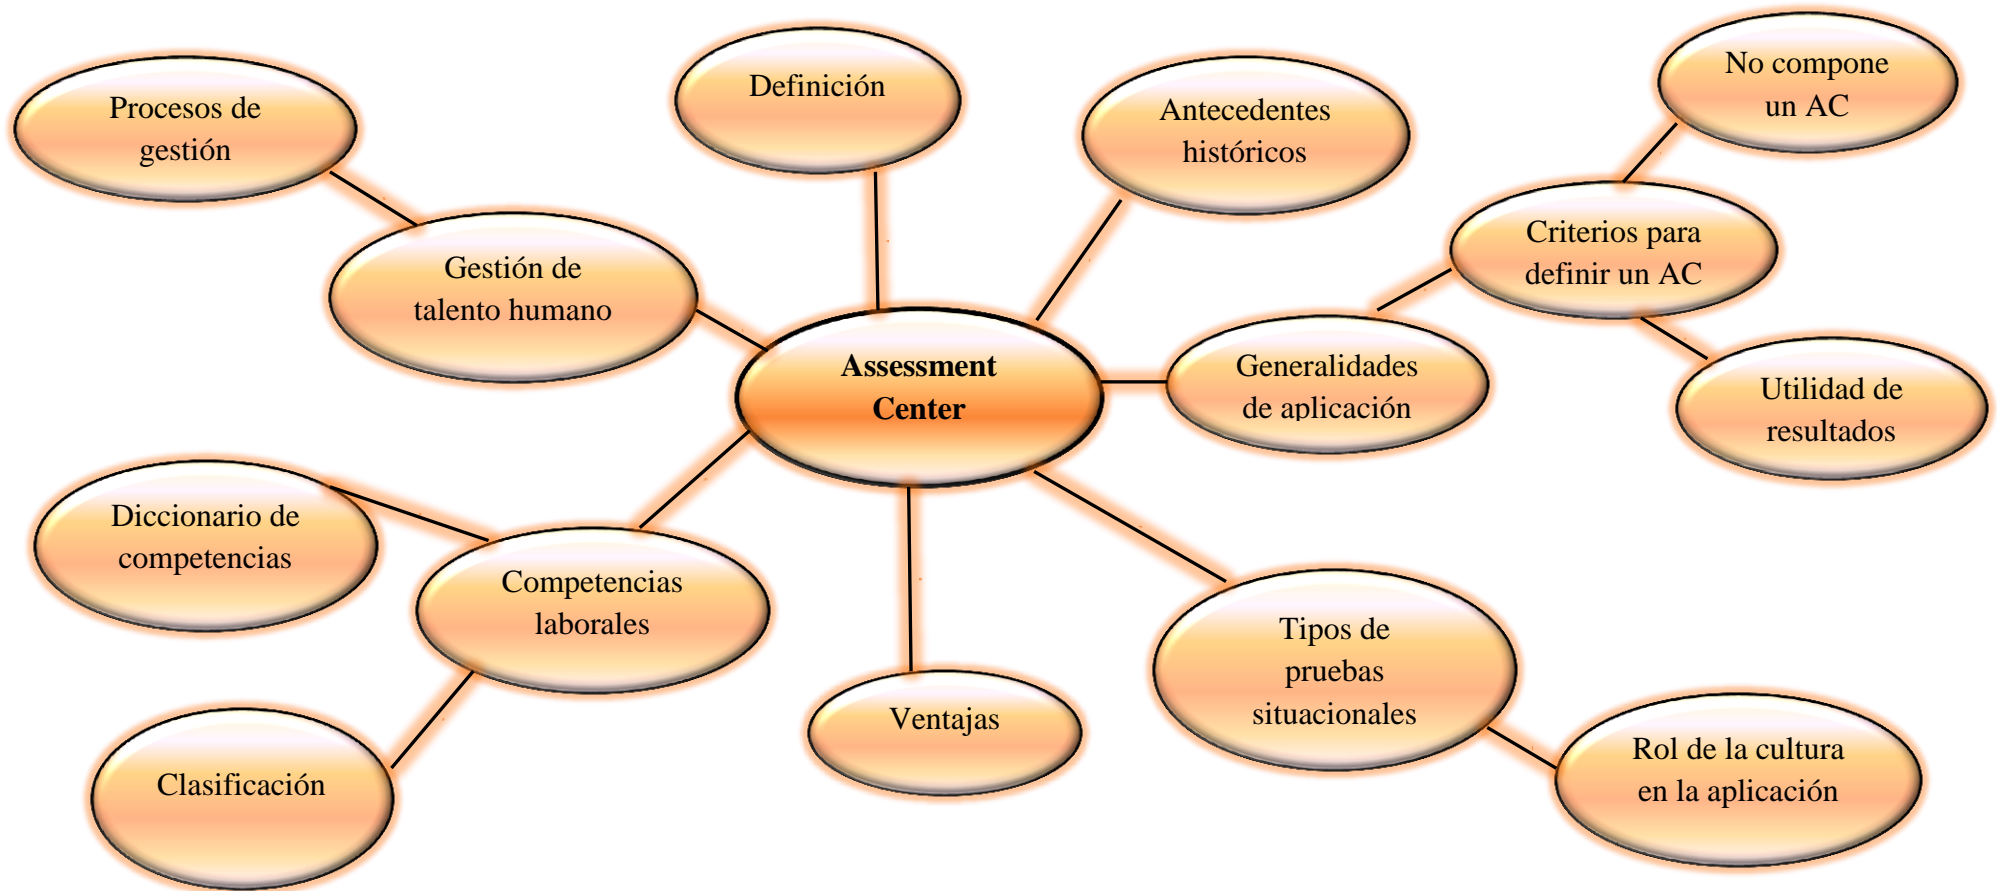 No compone
un AC
Definición
Procesos de
gestión
Antecedentes
históricos
Criterios para
definir un AC
Gestión de
talento humano
Assessment
Center
Generalidades
de aplicación
Utilidad de
resultados
Diccionario de
competencias
Competencias
laborales
Tipos de
pruebas
situacionales
Ventajas
Rol de la cultura
en la aplicación
Clasificación